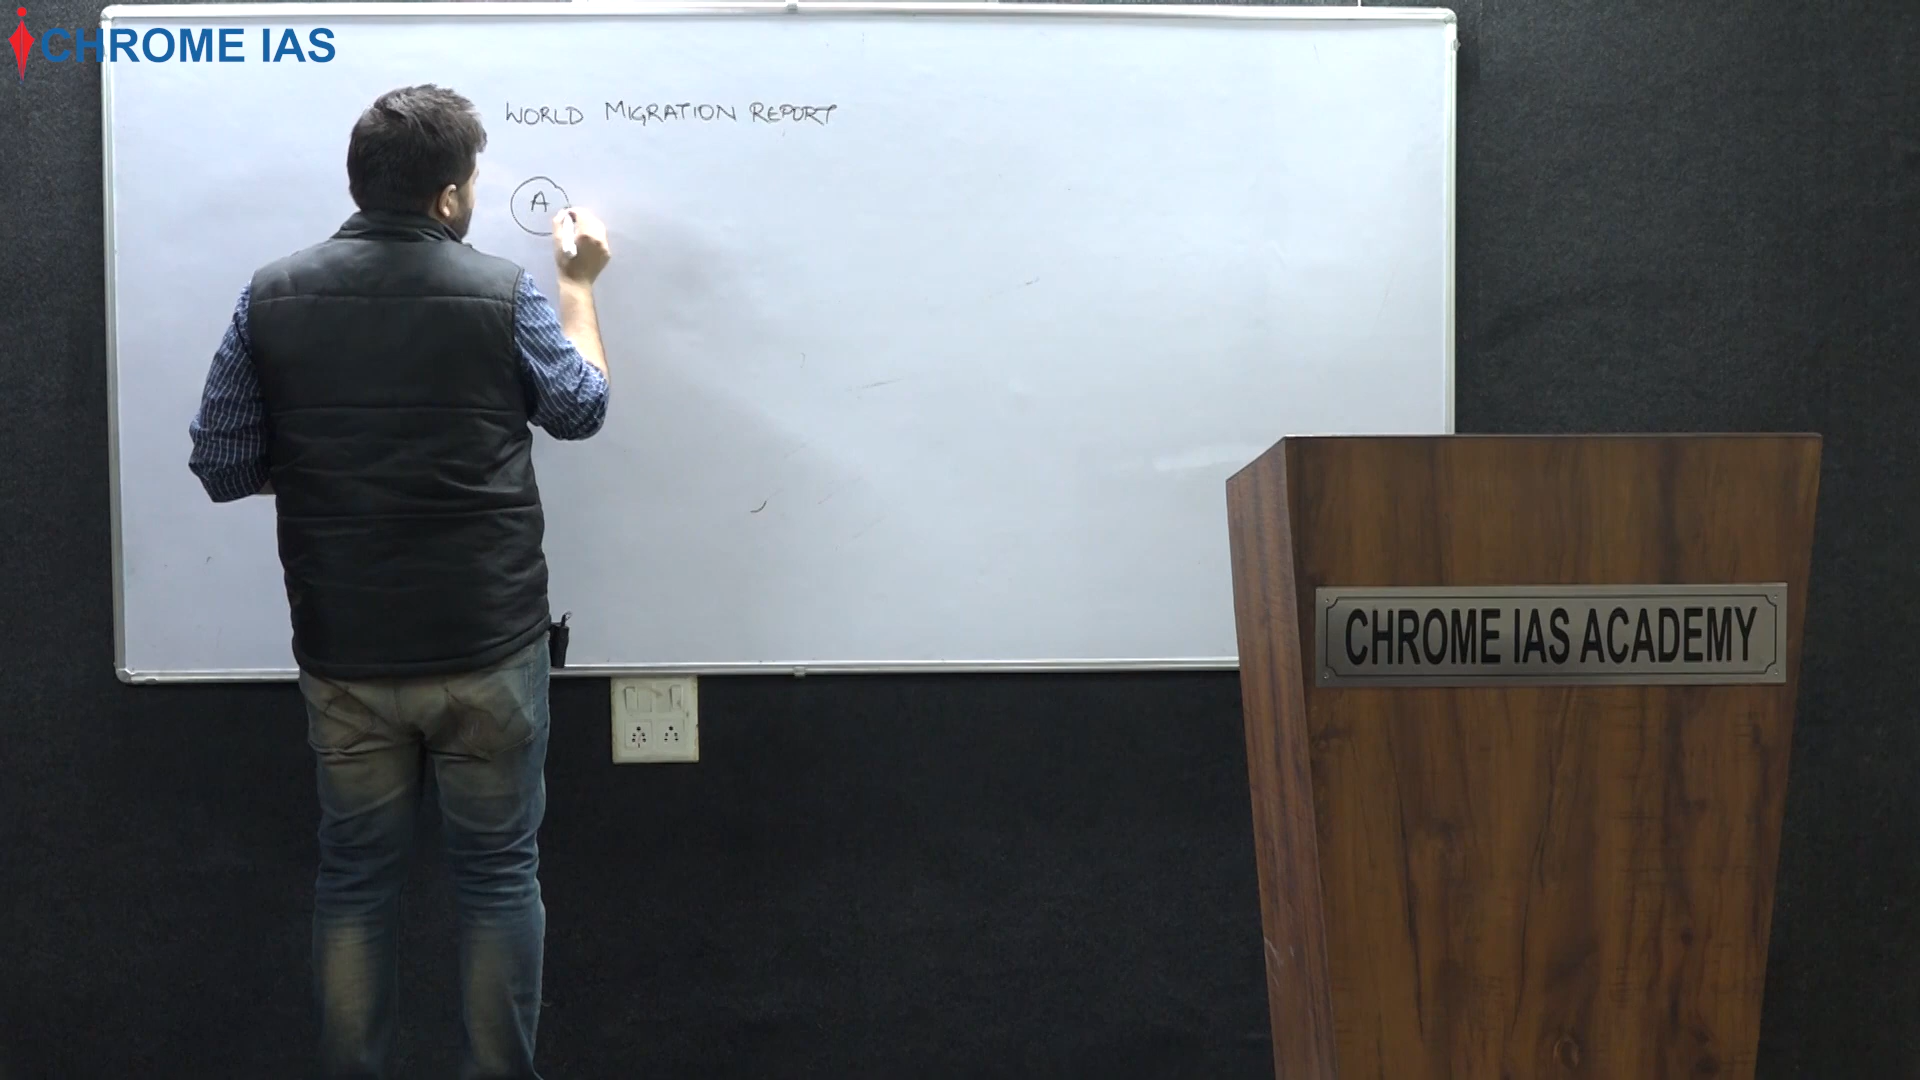 CHROME IAS
WORLD MIGRATION REPORT
A
CHROME IAS ACADEMY